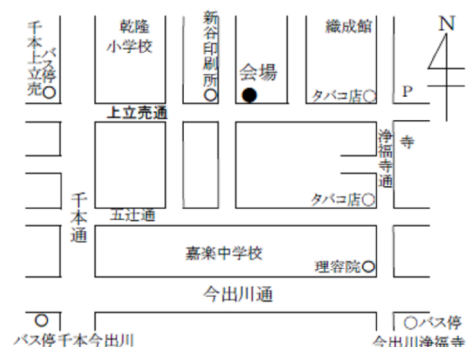 千本上立売
バス停
乾隆
小学校
新谷印刷所
会場
織成館
N
タバコ店
P
上立売通
浄福寺通
寺
千本通
五辻通
タバコ店
嘉楽中学校
理容院
今出川通
バス停千本今出川
バス停
今出川浄福寺